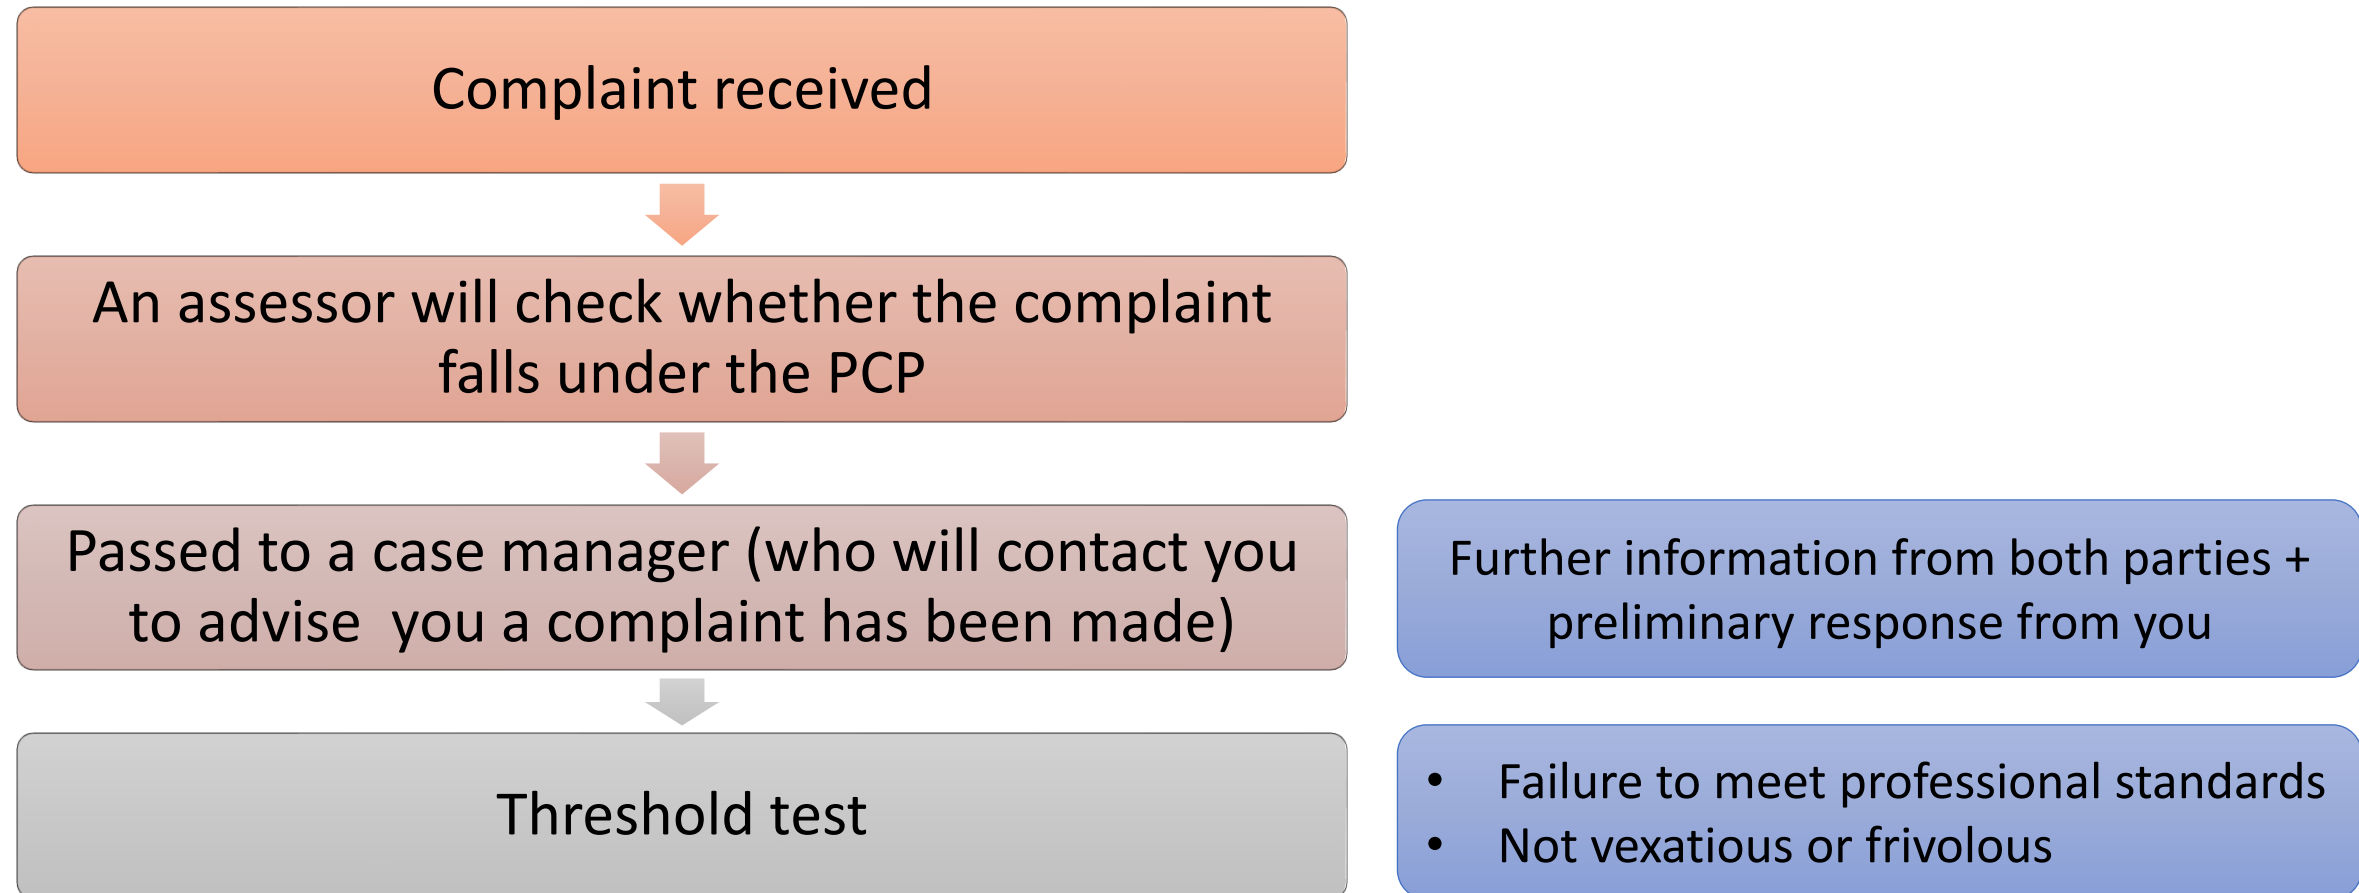 Complaint received
An assessor will check whether the complaint
falls under the PCP
Passed to a case manager (who will contact you
to advise  you a complaint has been made)
Further information from both parties +
preliminary response from you
Threshold test
• Failure to meet professional standards
• Not vexatious or frivolous